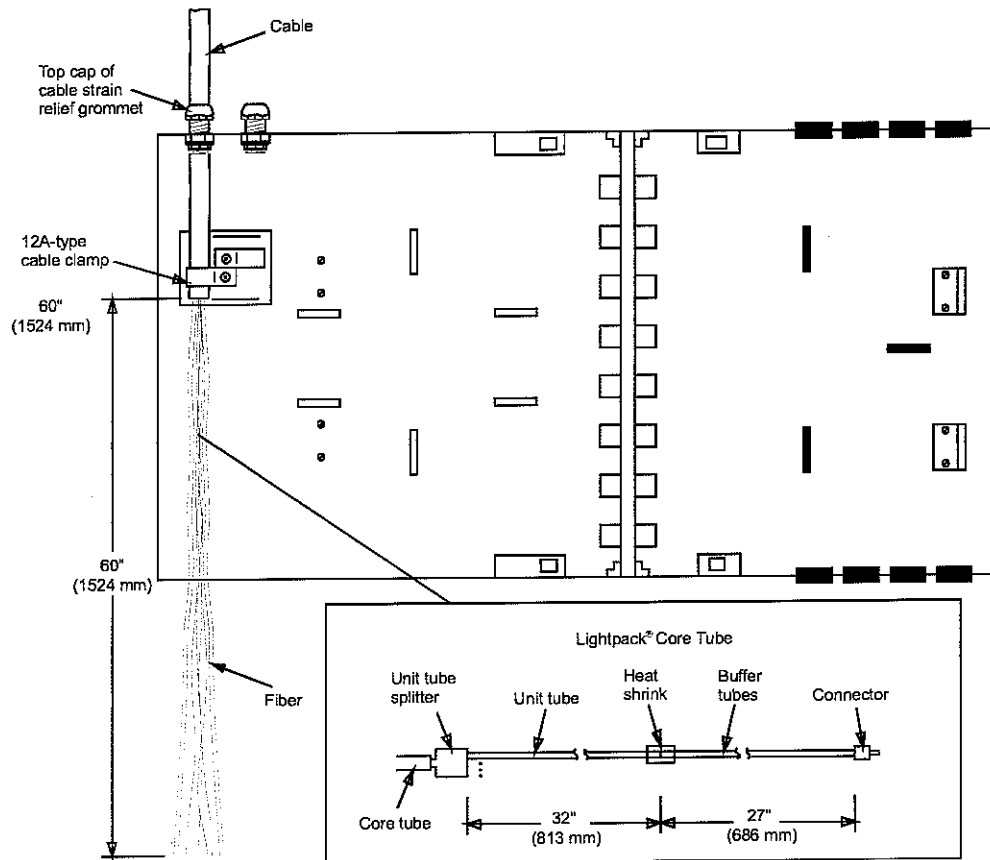 Cable
Top cap of
cable strain
relief grommet
12A-type
cable clamp
60"
(1524 mm)
60"
(1524 mm)
Fiber
Lightpack® Core Tube
Unit tube
splitter
Unit tube
Heat
shrink
Buffer
tubes
Connector
Core tube
32"
(813 mm)
27"
(686 mm)